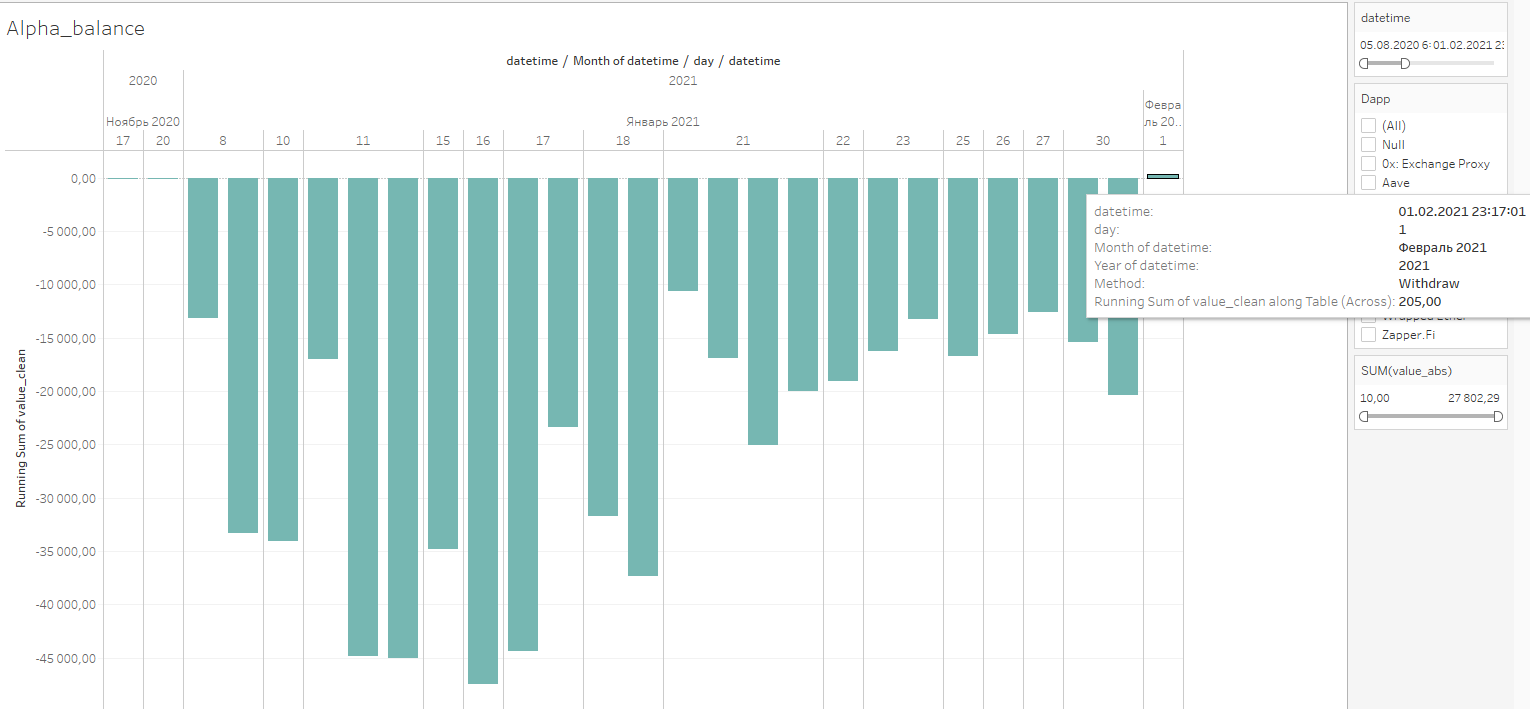 Alpha_balance
datetime / Month of datetime / day / datetime
2020
2021
Ноябрь 2020
Январь 2021
Февра
ль 20..
17
20
8
10
11
15
16
17
18
21
22
23
25
26
27
30
1
Running Sum of value_clean
0,00
-5 000,00
-10 000,00
-15 000,00
-20 000,00
-25 000,00
-30 000,00
-35 000,00
-40 000,00
-45 000,00
datetime: 01.02.2021 23:17:01
day: 1
Month of datetime: Февраль 2021
Year of datetime: 2021
Method: Withdraw
Running Sum of value_clean along Table (Across): 205,00
datetime
05.08.2020 6:01.02.2021 23:
Dapp
(All)
Null
0x: Exchange Proxy
Aave
Wrapped Ether
Zapper.Fi
SUM(value_abs)
10,00
27 802,29